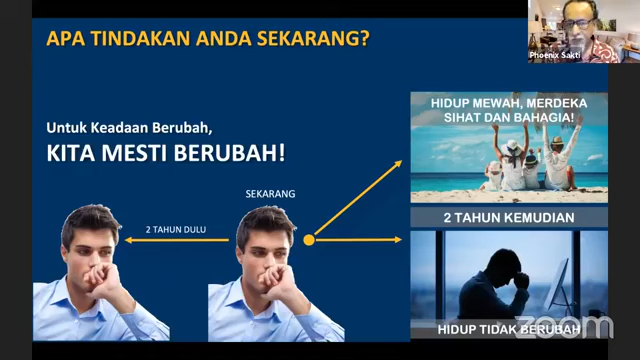 APA TINDAKAN ANDA SEKARANG?
Phoenix Sakti
Untuk Keadaan Berubah,
KITA MESTI BERUBAH!
SEKARANG
2 TAHUN DULU
HIDUP MEWAH, MERDEKA
SIHAT DAN BAHAGIA!
2 TAHUN KEMUDIAN
HIDUP TIDAK BERUBAH
zoom